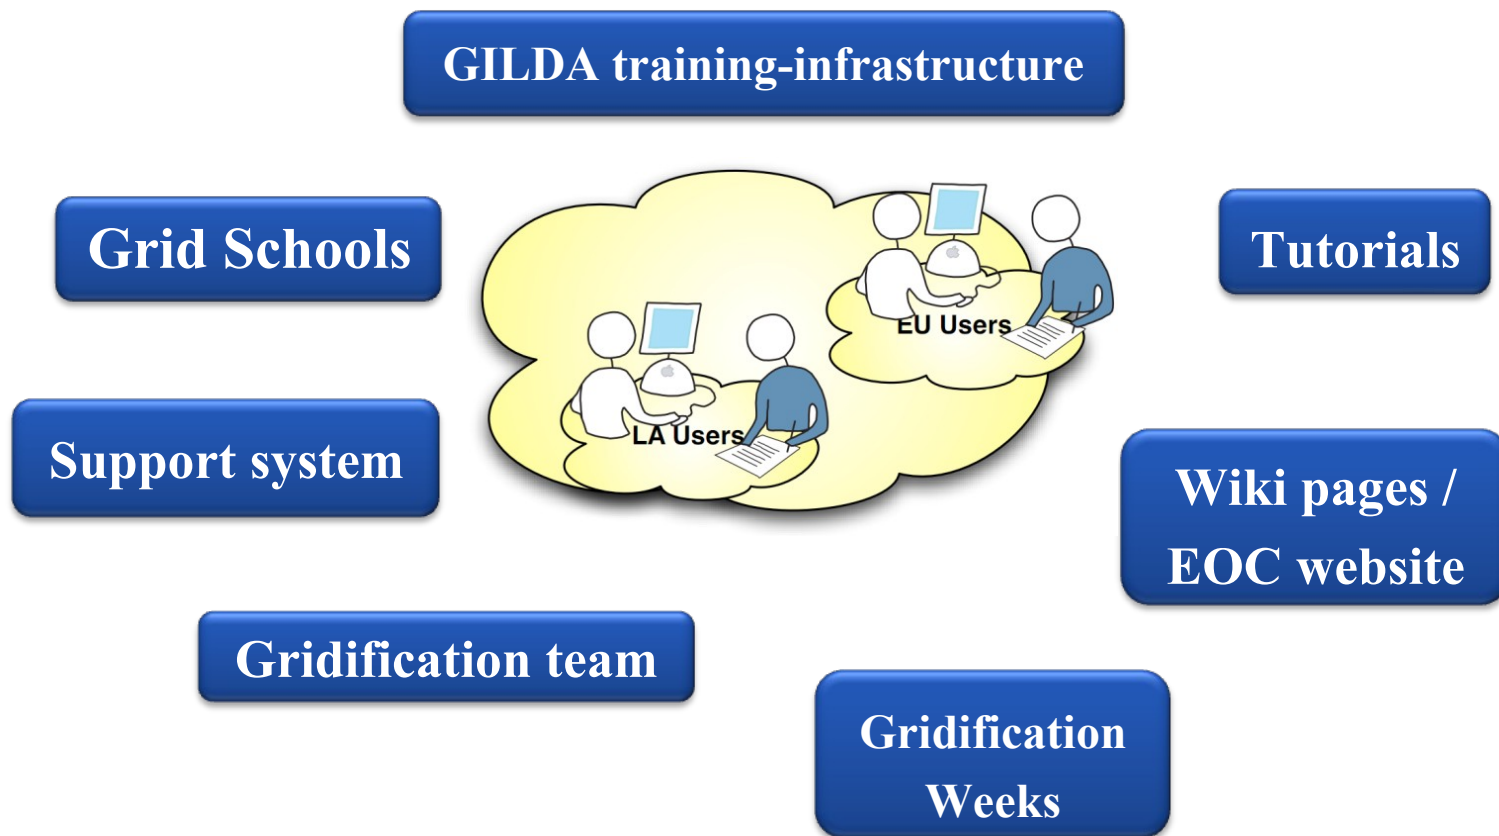 GILDA training-infrastructure
Grid Schools
Tutorials
EU Users
LA Users
Support system
Wiki pages /
EOC website
Gridification team
Gridification
Weeks